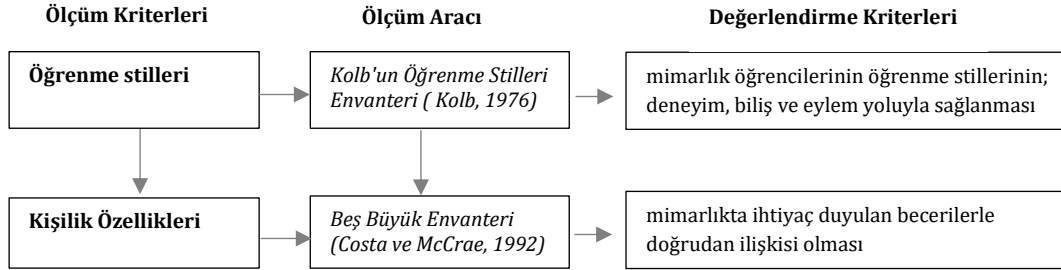 Ölçüm Kriterleri
Ölçüm Aracı
Değerlendirme Kriterleri
Öğrenme stilleri
Kolb'un Öğrenme Stilleri
Envanteri ( Kolb, 1976)
mimarlık öğrencilerinin öğrenme stillerinin;
deneyim, biliş ve eylem yoluyla sağlanması
Kişilik Özellikleri
Beş Büyük Envanteri
(Costa ve McCrae, 1992)
mimarlıkta ihtiyaç duyulan becerilerle
doğrudan ilişkisi olması